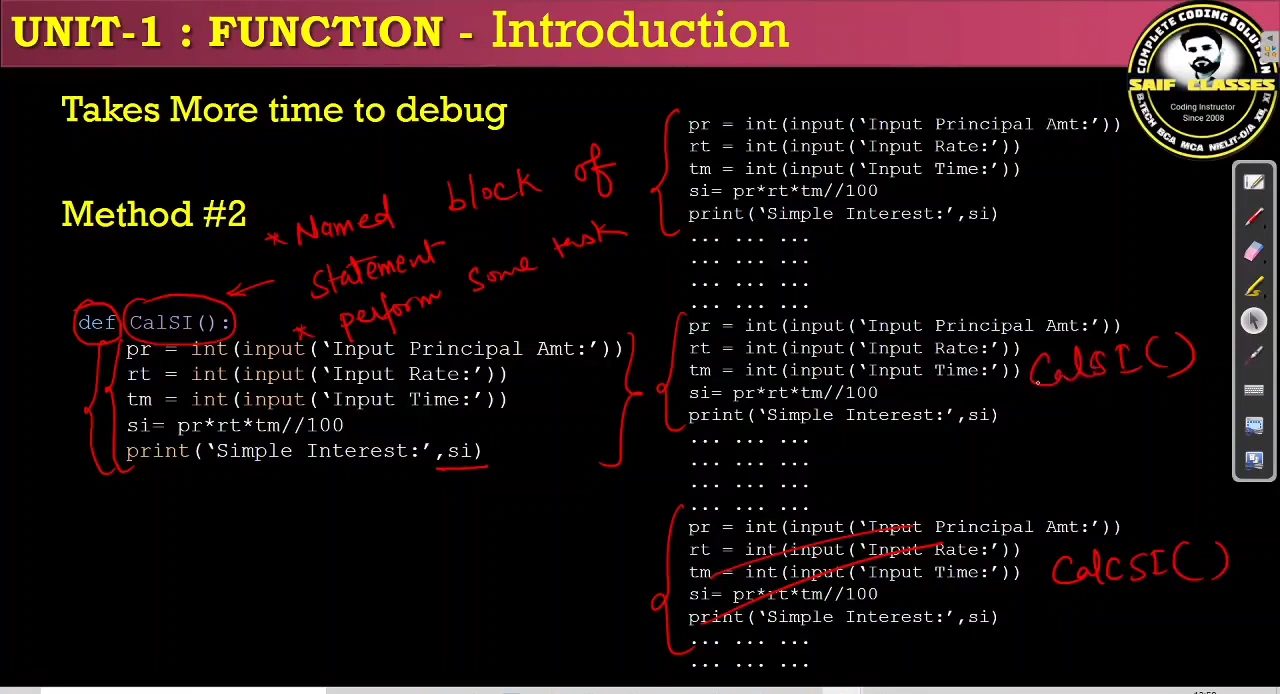 UNIT-1 : FUNCTION - Introduction
COMPLETE CODING SOLUTION
SAIF CLASSES
Coding Instructor
Since 2008
B.TECH BCA MCA NIELIT-O/A XII, XI
Takes More time to debug
Method #2
* Named block of
statement
* perform some task
def CalSI():
pr = int(input(‘Input Principal Amt:’))
rt = int(input(‘Input Rate:’))
tm = int(input(‘Input Time:’))
si= pr*rt*tm//100
print(‘Simple Interest:’,si)
pr = int(input(‘Input Principal Amt:’))
rt = int(input(‘Input Rate:’))
tm = int(input(‘Input Time:’))
si= pr*rt*tm//100
print(‘Simple Interest:’,si)
... ... ...
... ... ...
... ... ...
... ... ...
pr = int(input(‘Input Principal Amt:’))
rt = int(input(‘Input Rate:’))
tm = int(input(‘Input Time:’))
si= pr*rt*tm//100
print(‘Simple Interest:’,si)
CalSI()
... ... ...
... ... ...
... ... ...
... ... ...
pr = int(input(‘Input Principal Amt:’))
rt = int(input(‘Input Rate:’))
tm = int(input(‘Input Time:’))
si= pr*rt*tm//100
print(‘Simple Interest:’,si)
CalCSI()
... ... ...
... ... ...